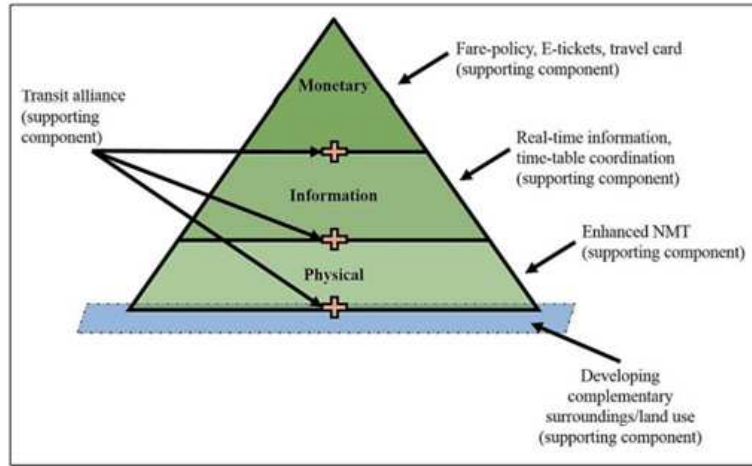 Fare-policy, E-tickets, travel card
(supporting component)
Transit alliance
(supporting
component)
Monetary
Real-time information,
time-table coordination
(supporting component)
Information
Enhanced NMT
(supporting component)
Physical
Developing
complementary
surroundings/land use
(supporting component)